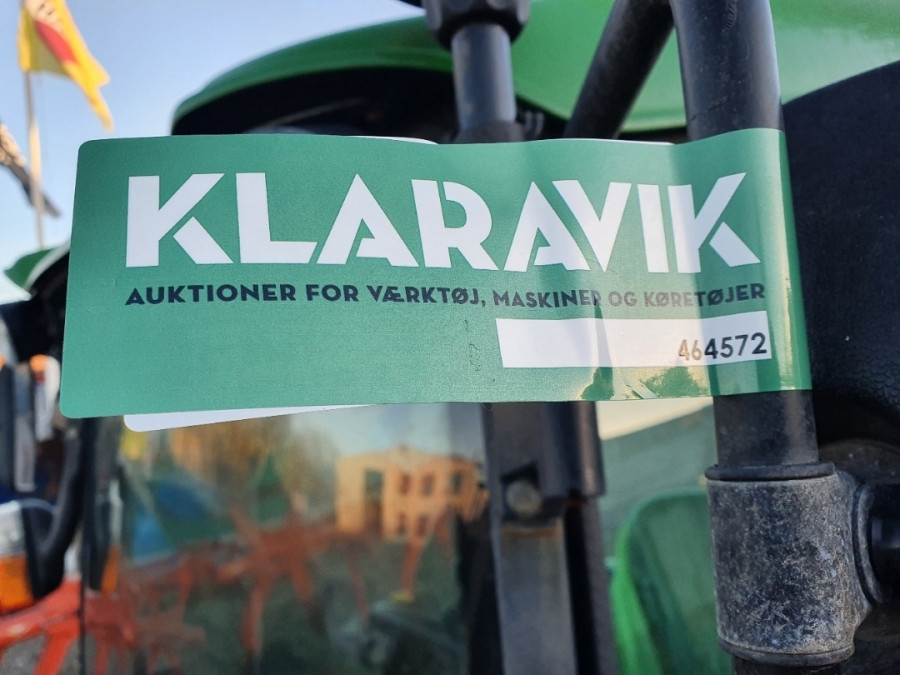 KLARAVIK
AUKTIONER FOR VÆRKTØJ, MASKINER OG KØRETØJER
464572